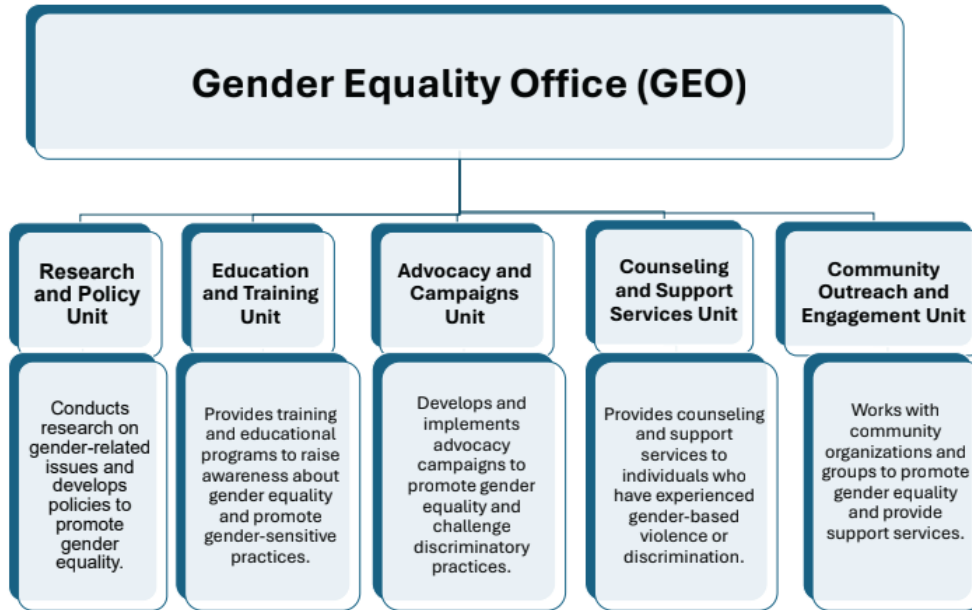 Gender Equality Office (GEO)
Research
and Policy
Unit
Education
and Training
Unit
Advocacy and
Campaigns
Unit
Counseling
and Support
Services Unit
Community
Outreach and
Engagement Unit
Conducts
research on
gender-related
issues and
develops
policies to
promote
gender
equality.
Provides training
and educational
programs to raise
awareness about
gender equality
and promote
gender-sensitive
practices.
Develops and
implements
advocacy
campaigns to
promote gender
equality and
challenge
discriminatory
practices.
Provides counseling
and support
services to
individuals who
have experienced
gender-based
violence or
discrimination.
Works with
community
organizations and
groups to promote
gender equality
and provide
support services.